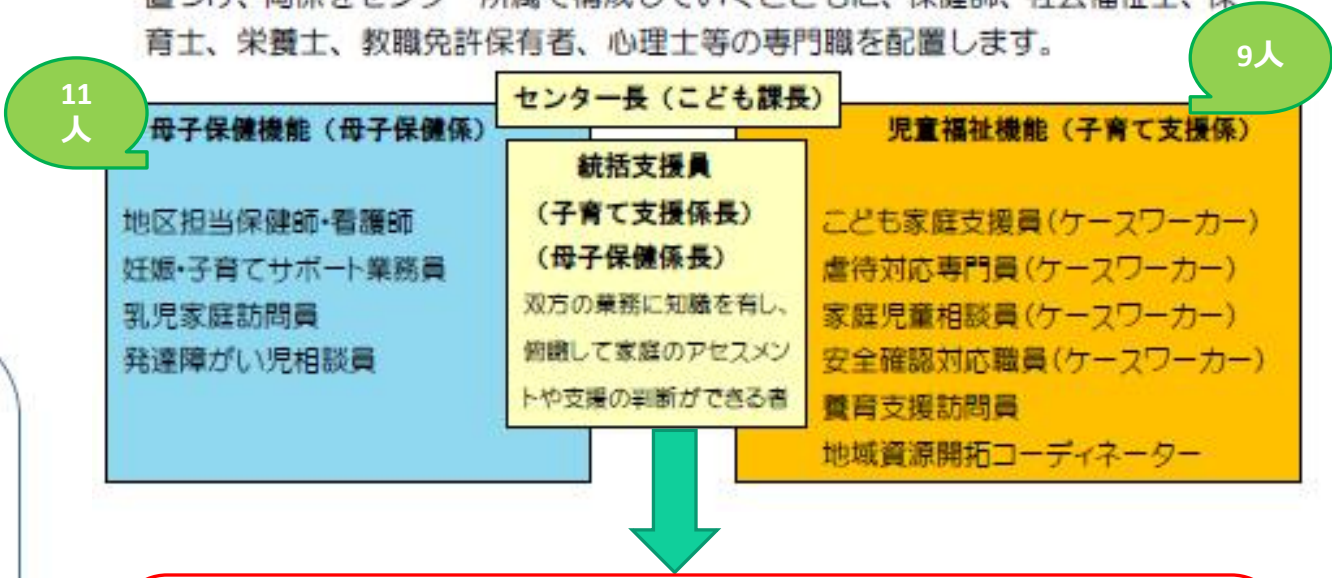 育士、栄養士、教職免許保有者、心理士等の専門職を配置します。
9人
11
人
センター長（こども課長）
母子保健機能（母子保健係）
児童福祉機能（子育て支援係）
統括支援員
（子育て支援係長）
（母子保健係長）
双方の業務に知識を有し、
俯瞰して家庭のアセスメン
トや支援の判断ができる者
地区担当保健師・看護師
妊娠・子育てサポート業務員
乳児家庭訪問員
発達障がい児相談員
こども家庭支援員（ケースワーカー）
虐待対応専門員（ケースワーカー）
家庭児童相談員（ケースワーカー）
安全確認対応職員（ケースワーカー）
養育支援訪問員
地域資源開拓コーディネーター